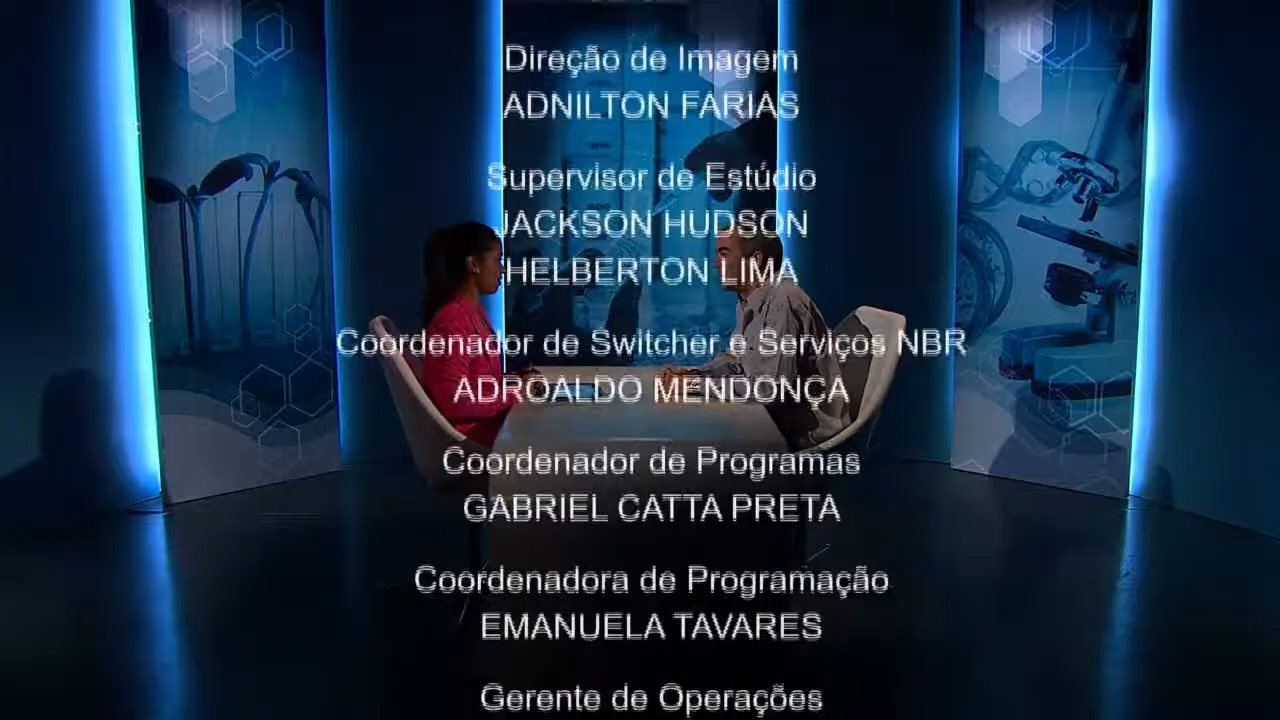 Direção de Imagem
ADNILTON FARIAS
Supervisor de Estúdio
JACKSON HUDSON
HELBERTON LIMA
Coordenador de Switcher e Serviços NBR
ADROALDO MENDONÇA
Coordenador de Programas
GABRIEL CATTA PRETA
Coordenadora de Programação
EMANUELA TAVARES
Gerente de Operações